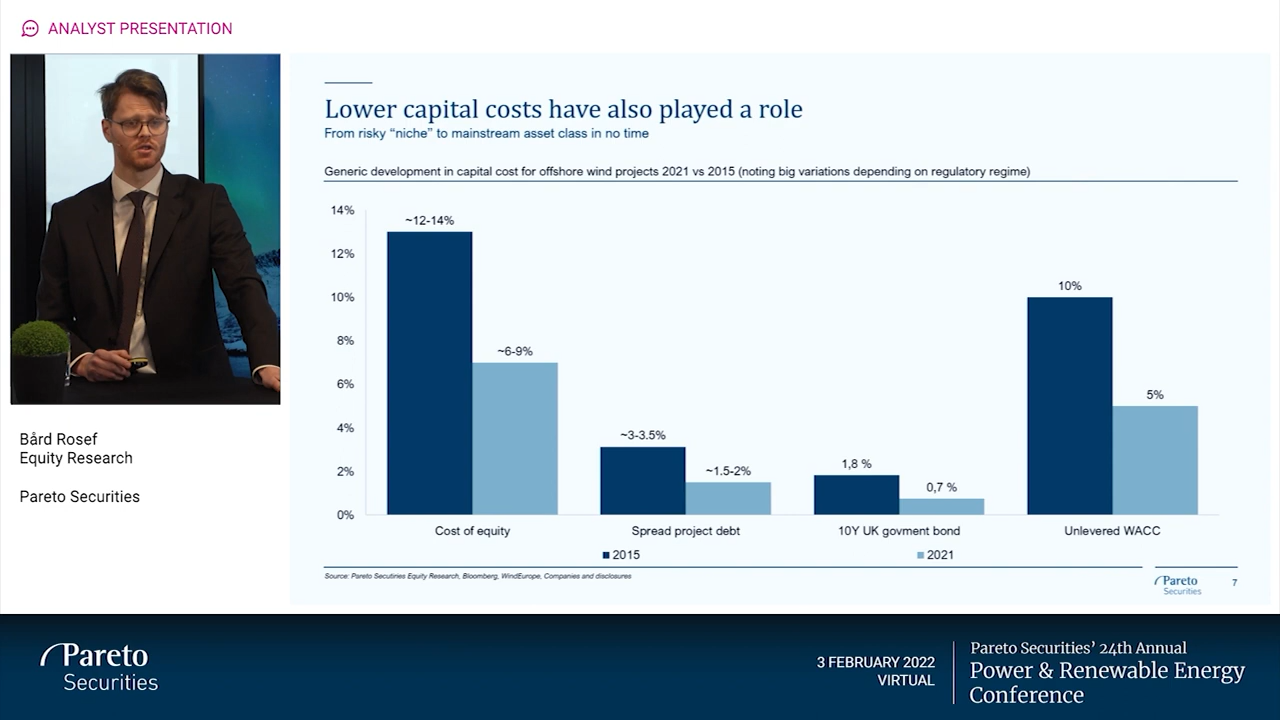 ANALYST PRESENTATION
Lower capital costs have also played a role
From risky “niche” to mainstream asset class in no time
Generic development in capital cost for offshore wind projects 2021 vs 2015 (noting big variations depending on regulatory regime)
14%
12%
10%
8%
6%
4%
2%
0%
~12-14%
~6-9%
~3-3.5%
~1.5-2%
1,8 %
0,7 %
10%
5%
Cost of equity
Spread project debt
10Y UK govment bond
Unlevered WACC
2015
2021
Source: Pareto Secutiries Equity Research, Bloomberg, WindEurope, Companies and disclosures
Pareto
Securities
7
Bård Rosef
Equity Research
Pareto Securities
Pareto
Securities
3 FEBRUARY 2022
VIRTUAL
Pareto Securities’ 24th Annual
Power & Renewable Energy
Conference